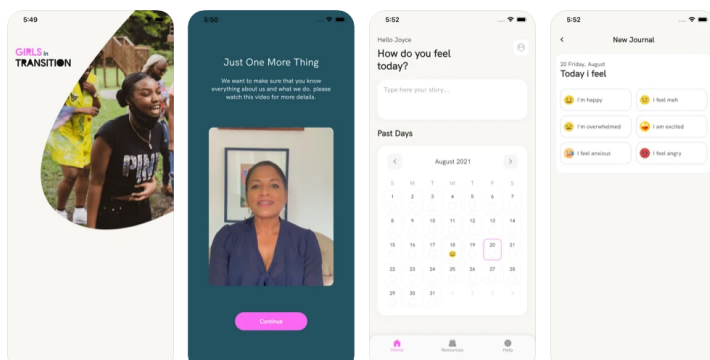 5:49
GIRLS in
TRANSITION
5:50
Just One More Thing
We want to make sure that you know
everything about us and what we do. please
watch this video for more details.
Continue
5:52
Hello Joyce
How do you feel
today?
Type here your story...
Past Days
August 2021
S M T W T F S
1 2 3 4 5 6 7
8 9 10 11 12 13 14
15 16 17 18 19 20 21
22 23 24 25 26 27 28
29 30 31 1 2 3 4
Home Resources Help
5:52
New Journal
20 Friday, August
Today i feel
I'm happy I feel meh
I'm overwhelmed I am excited
I feel anxious I feel angry